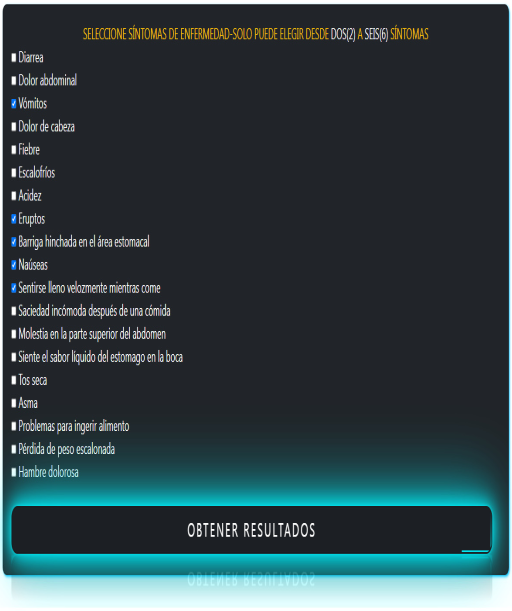 SELECCIONE SÍNTOMAS DE ENFERMEDAD-SOLO PUEDE ELEGIR DESDE DOS(2) A SEIS(6) SÍNTOMAS
Diarrea
Dolor abdominal
Vómitos
Dolor de cabeza
Fiebre
Escalofríos
Acidez
Eruptos
Barriga hinchada en el área estomacal
Naúseas
Sentirse lleno velozmente mientras come
Saciedad incómoda después de una cómida
Molestia en la parte superior del abdomen
Siente el sabor líquido del estomago en la boca
Tos seca
Asma
Problemas para ingerir alimento
Pérdida de peso escalonada
Hambre dolorosa
OBTENER RESULTADOS